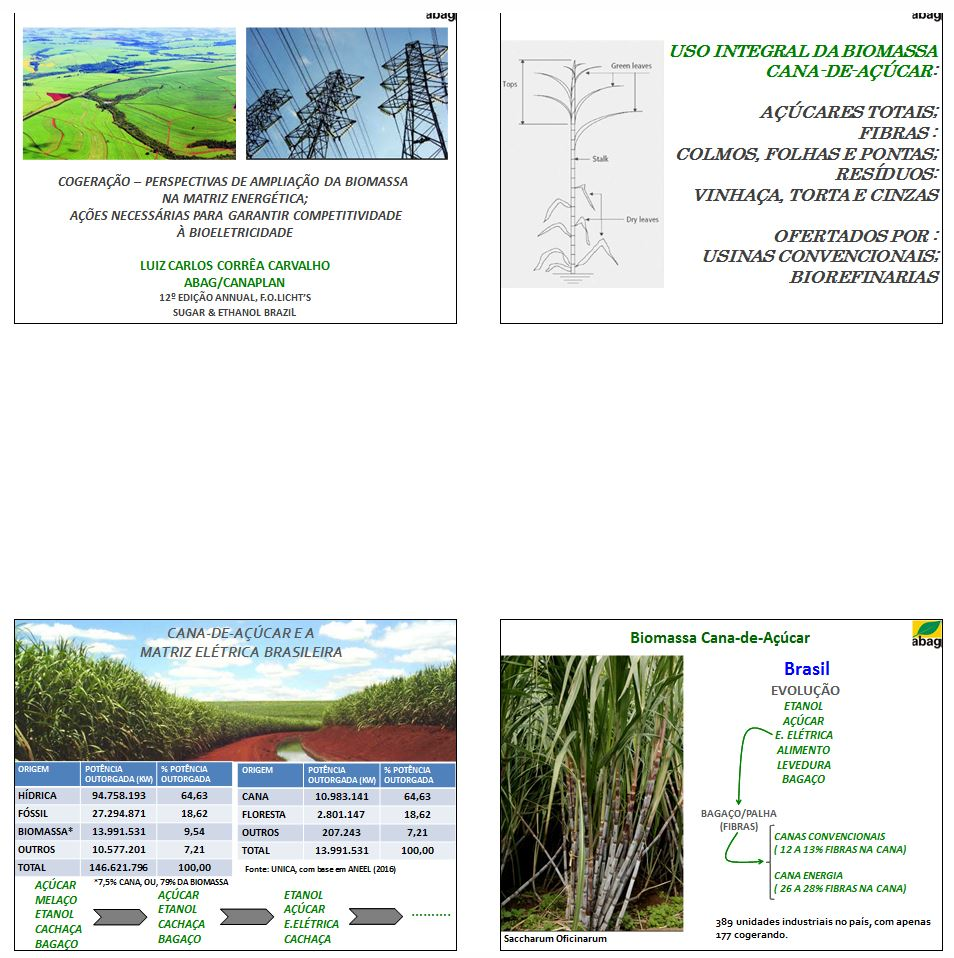 abag
COGERAÇÃO – PERSPECTIVAS DE AMPLIAÇÃO DA BIOMASSA
NA MATRIZ ENERGÉTICA;
AÇÕES NECESSÁRIAS PARA GARANTIR COMPETITIVIDADE
À BIOELETRICIDADE
LUIZ CARLOS CORRÊA CARVALHO
ABAG/CANAPLAN
12º EDIÇÃO ANNUAL, F.O.LICHT'S
SUGAR & ETHANOL BRAZIL
abag
USO INTEGRAL DA BIOMASSA
CANA-DE-AÇÚCAR:
AÇÚCARES TOTAIS;
FIBRAS :
COLMOS, FOLHAS E PONTAS;
RESÍDUOS:
VINHAÇA, TORTA E CINZAS
OFERTADOS POR :
USINAS CONVENCIONAIS;
BIOREFINARIAS
Green leaves
Tops
Stalk
Dry leaves
CANA-DE-AÇÚCAR E A
MATRIZ ELÉTRICA BRASILEIRA
ORIGEM POTÊNCIA OUTORGADA (KW) % POTÊNCIA OUTORGADA
HÍDRICA 94.758.193 64,63
FÓSSIL 27.294.871 18,62
BIOMASSA* 13.991.531 9,54
OUTROS 10.577.201 7,21
TOTAL 146.621.796 100,00
*7,5% CANA, OU, 79% DA BIOMASSA
ORIGEM POTÊNCIA OUTORGADA (KW) % POTÊNCIA OUTORGADA
CANA 10.983.141 64,63
FLORESTA 2.801.147 18,62
OUTROS 207.243 7,21
TOTAL 13.991.531 100,00
Fonte: UNICA, com base em ANEEL (2016)
AÇÚCAR
MELAÇO
ETANOL
CACHAÇA
BAGAÇO
AÇÚCAR
ETANOL
CACHAÇA
BAGAÇO
ETANOL
AÇÚCAR
E.ELÉTRICA
CACHAÇA
..........
Biomassa Cana-de-Açúcar
abag
Brasil
EVOLUÇÃO
ETANOL
AÇÚCAR
E. ELÉTRICA
ALIMENTO
LEVEDURA
BAGAÇO
BAGAÇO/PALHA
(FIBRAS)
CANAS CONVENCIONAIS
( 12 A 13% FIBRAS NA CANA)
CANA ENERGIA
( 26 A 28% FIBRAS NA CANA)
389 unidades industriais no país, com apenas
177 cogerando.
Saccharum Oficinarum